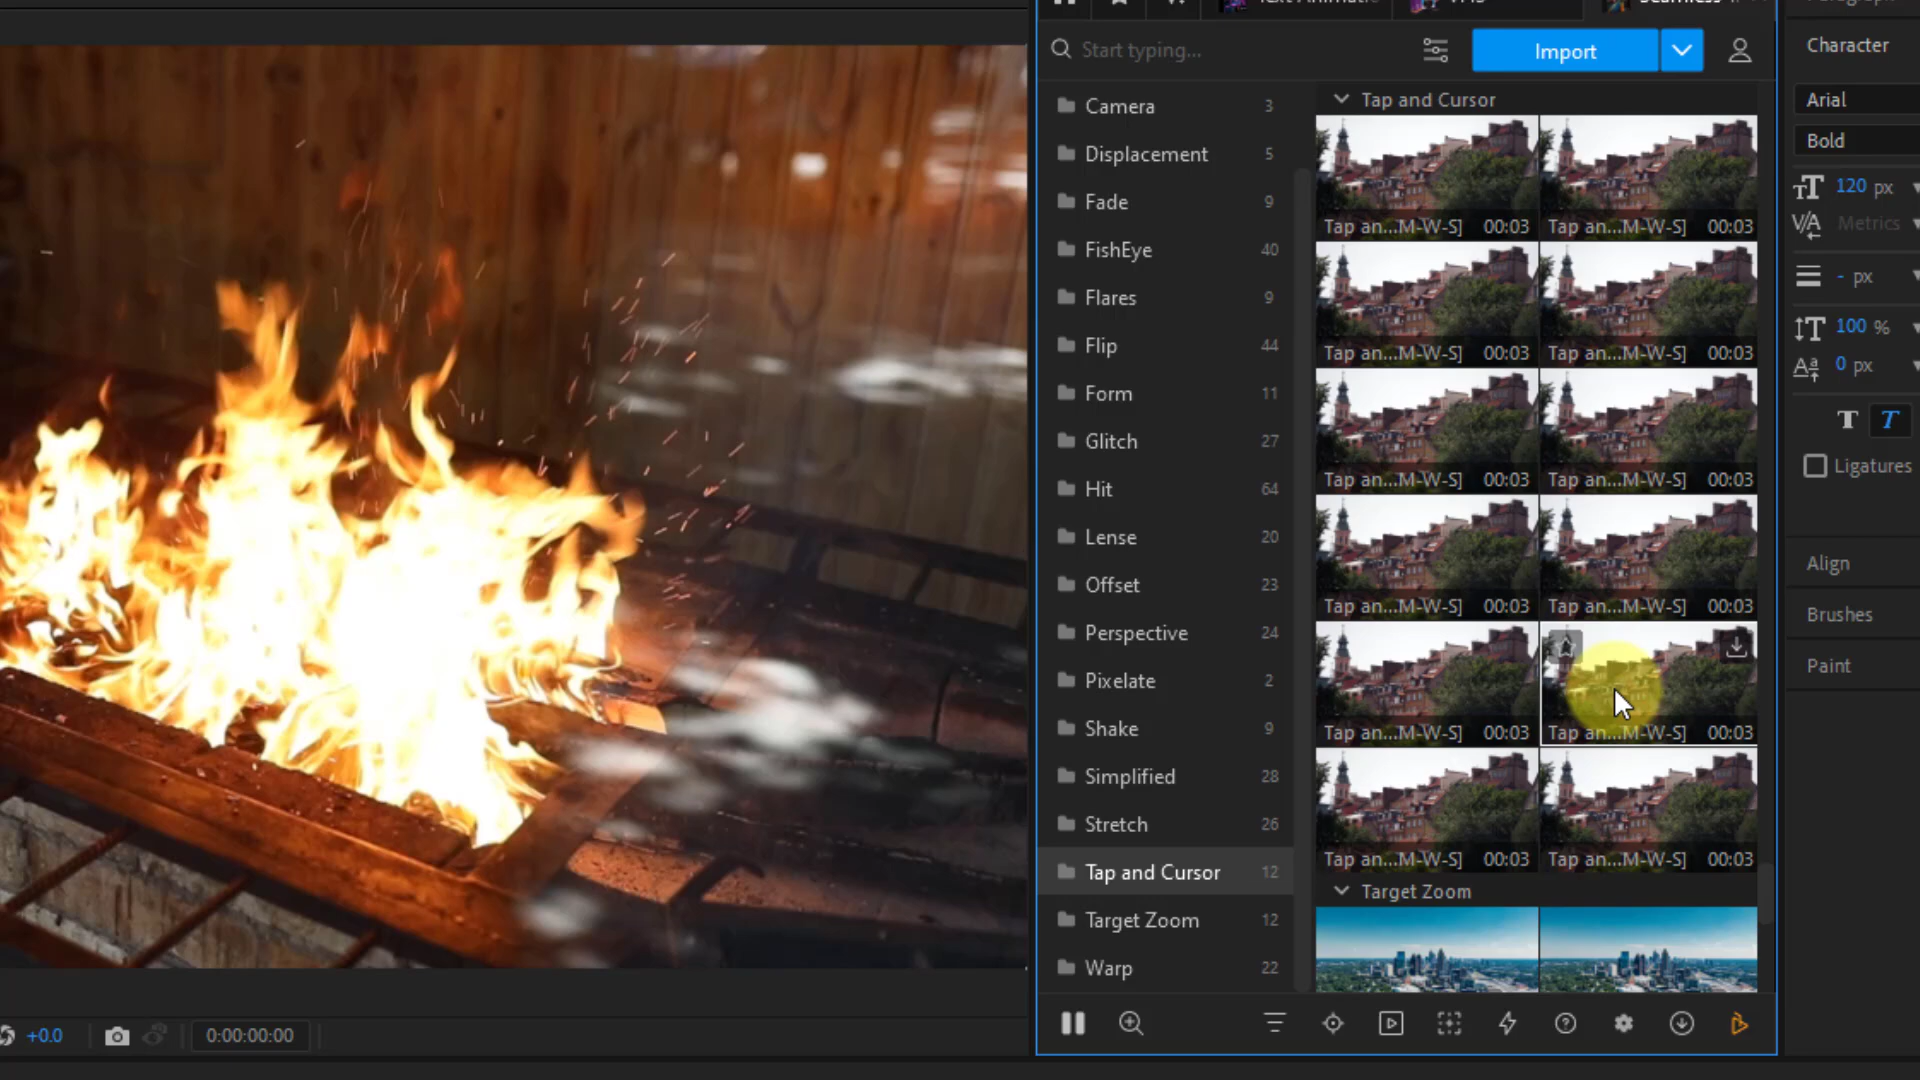 Start typing...
Import
Camera 3
Displacement 5
Fade 9
FishEye 40
Flares 9
Flip 44
Form 11
Glitch 27
Hit 64
Lense 20
Offset 23
Perspective 24
Pixelate 2
Shake 9
Simplified 28
Stretch 26
Tap and Cursor 12
Target Zoom 12
Warp 22
Tap and Cursor
Tap an...M-W-S] 00:03 Tap an...M-W-S] 00:03
Tap an...M-W-S] 00:03 Tap an...M-W-S] 00:03
Tap an...M-W-S] 00:03 Tap an...M-W-S] 00:03
Tap an...M-W-S] 00:03 Tap an...M-W-S] 00:03
Tap an...M-W-S] 00:03 Tap an...M-W-S] 00:03
Tap an...M-W-S] 00:03 Tap an...M-W-S] 00:03
Target Zoom
Character
Arial
Bold
120 px
Metrics
- px
100 %
0 px
T T
Ligatures
Align
Brushes
Paint
+0.0
0:00:00:00